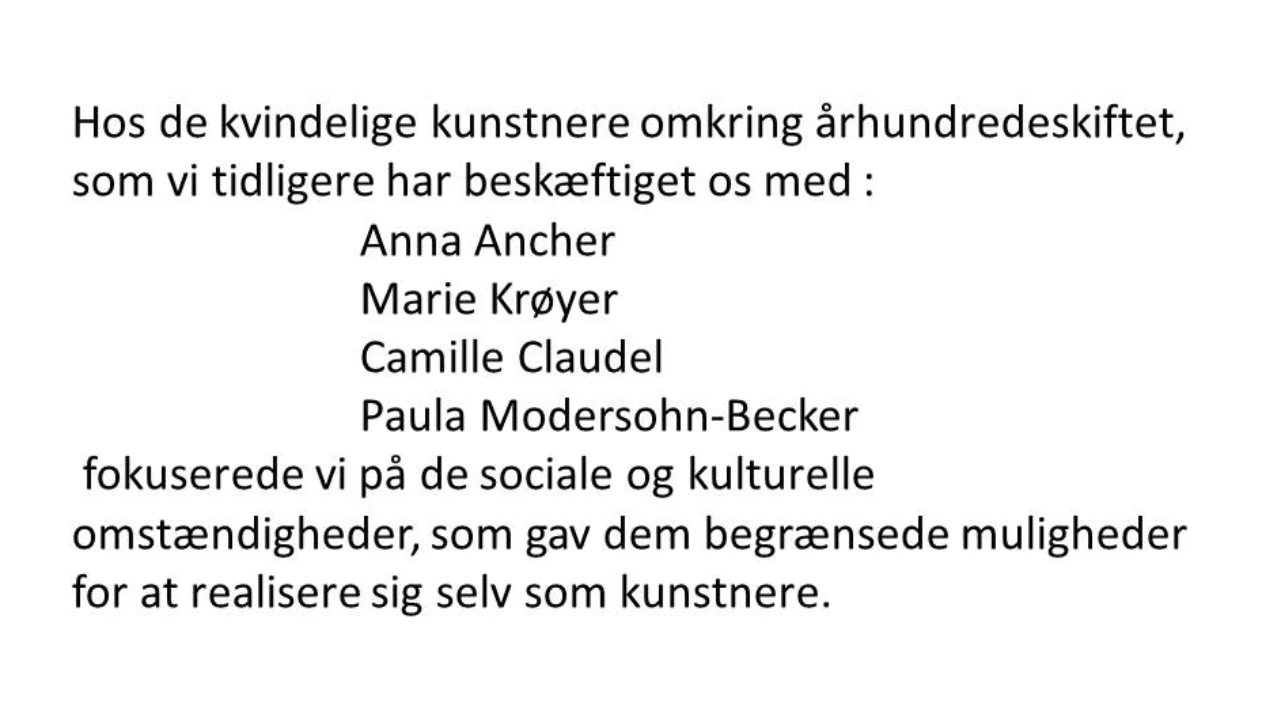 Hos de kvindelige kunstnere omkring århundredeskiftet,
som vi tidligere har beskæftiget os med :
Anna Ancher
Marie Krøyer
Camille Claudel
Paula Modersohn-Becker
fokuserede vi på de sociale og kulturelle
omstændigheder, som gav dem begrænsede muligheder
for at realisere sig selv som kunstnere.